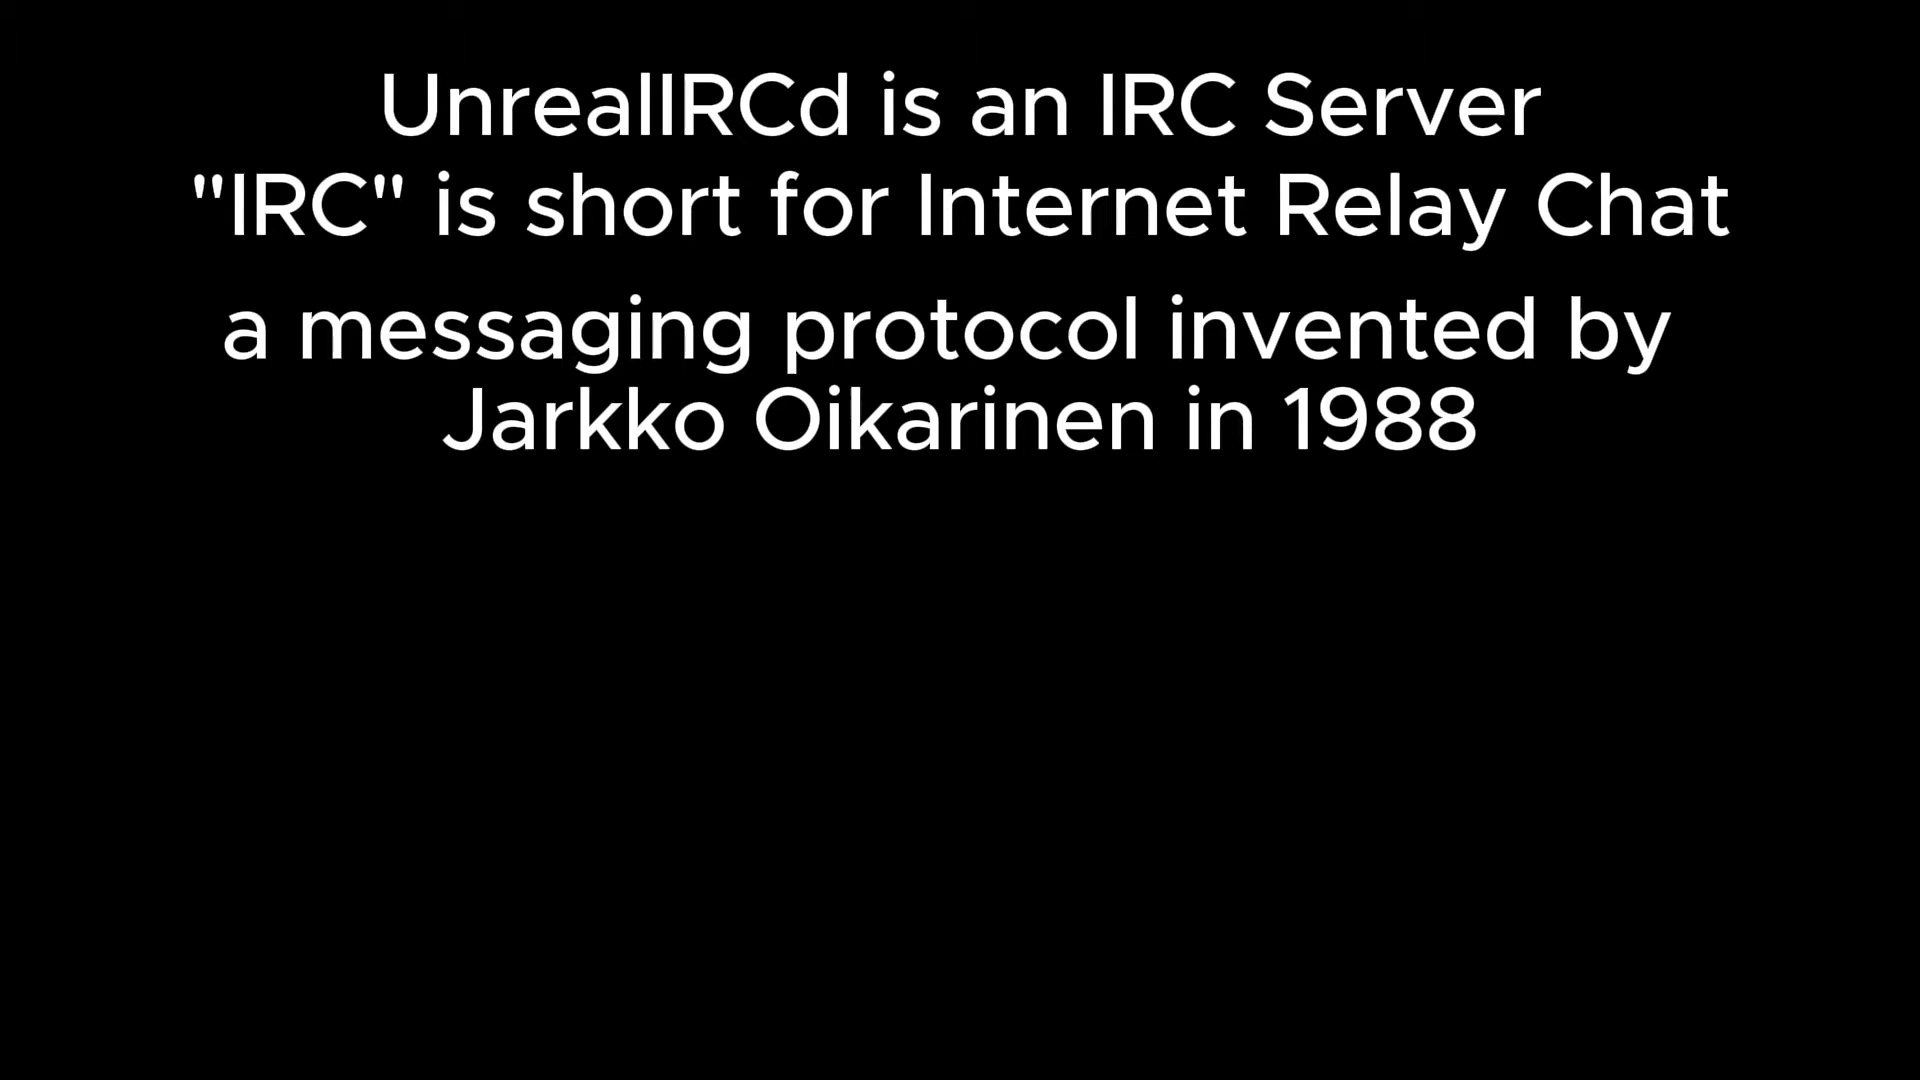 UnrealIRCd is an IRC Server
"IRC" is short for Internet Relay Chat
a messaging protocol invented by
Jarkko Oikarinen in 1988